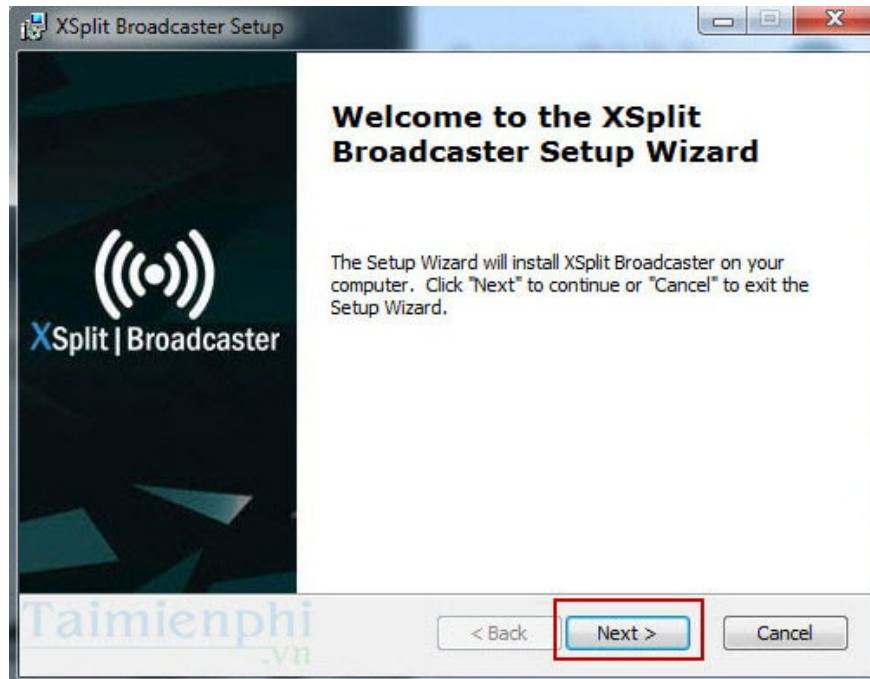 XSplit Broadcaster Setup
Welcome to the XSplit
Broadcaster Setup Wizard
The Setup Wizard will install XSplit Broadcaster on your
computer. Click "Next" to continue or "Cancel" to exit the
Setup Wizard.
XSplit | Broadcaster
Taimienphi
.vn
< Back
Next >
Cancel